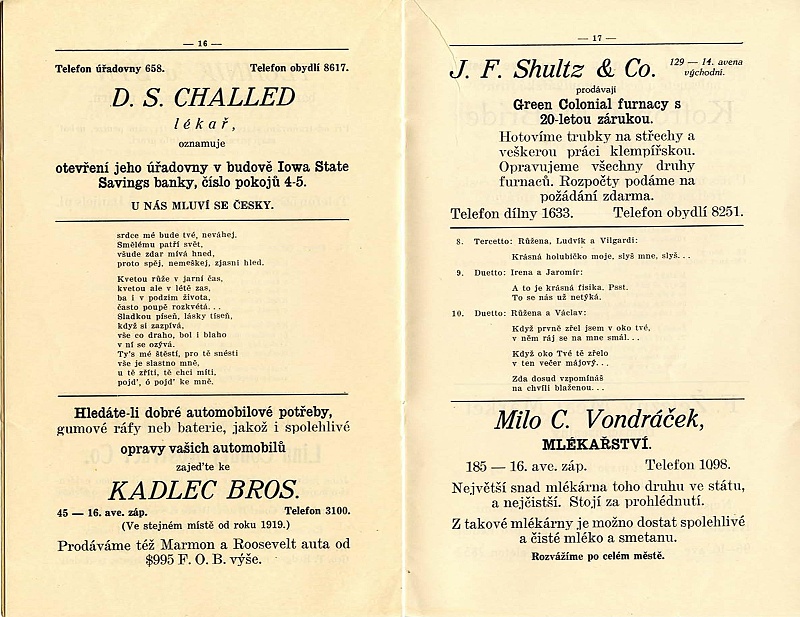 — 16 —
Telefon úřadovny 658. Telefon obydlí 8617.
D. S. CHALLED
lékař,
oznamuje
otevření jeho úřadovny v budově Iowa State
Savings banky, číslo pokojů 4-5.
U NÁS MLUVÍ SE ČESKY.
srdce mé bude tvé, neváhej,
Smělému patří svět,
všude zdar mívá hned,
proto spěj, nemeškej, zjasni hled.
Kvetou růže v jarní čas,
kvetou ale v létě zas,
ba i v podzim života,
často poupě rozkvétá...
Sladkou píseň, lásky tíseň,
když si zazpívá,
vše co draho, bol i blaho
v ní se ozývá.
Ty's mé štěstí, pro tě snésti
vše je slastno mně,
u tě zříti, tě chci míti,
pojď, ó pojď ke mně.
Hledáte-li dobré automobilové potřeby,
gumové ráfy neb baterie, jakož i spolehlivé
opravy vašich automobilů
zajeďte ke
KADLEC BROS.
45 — 16. ave. záp. Telefon 3100.
(Ve stejném místě od roku 1919.)
Prodáváme též Marmon a Roosevelt auta od
$995 F. O. B. výše.
— 17 —
J. F. Shultz & Co. 129 — 14. avena
východní.
prodávají
Green Colonial furnacy s
20-letou zárukou.
Hotovíme trubky na střechy a
veškerou práci klempířskou.
Opravujeme všechny druhy
furnaců. Rozpočty podáme na
požádání zdarma.
Telefon dílny 1633. Telefon obydlí 8251.
8. Tercetto: Růžena, Ludvík a Vilgardi:
Krásná holubičko moje, slyš mne, slyš...
9. Duetto: Irena a Jaromír:
A to je krásná fisika. Psst.
To se nás už netýká.
10. Duetto: Růžena a Václav:
Když prvně zřel jsem v oko tvé,
v něm ráj se na mne smál...
Když oko Tvé tě zřelo
v ten večer májový...
Zda dosud vzpomínáš
na chvíli blaženou...
Milo C. Vondráček,
MLÉKAŘSTVÍ.
185 — 16. ave. záp. Telefon 1098.
Největší snad mlékárna toho druhu ve státu,
a nejčistší. Stojí za prohlédnutí.
Z takové mlékárny je možno dostat spolehlivé
a čisté mléko a smetanu.
Rozvážíme po celém městě.